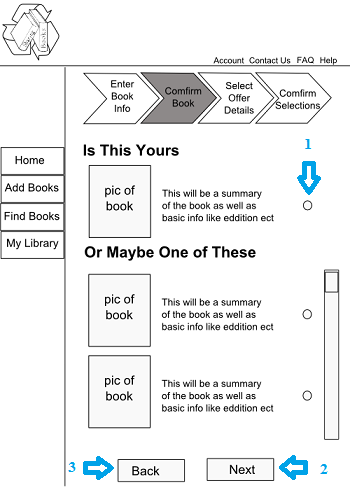 Books
Account Contact Us FAQ Help
Enter
Book
Info
Comfirm
Book
Select
Offer
Details
Comfirm
Selections
Home
Add Books
Find Books
My Library
Is This Yours
1
pic of
book
This will be a summary
of the book as well as
basic info like eddition ect
Or Maybe One of These
pic of
book
This will be a summary
of the book as well as
basic info like eddition ect
pic of
book
This will be a summary
of the book as well as
basic info like eddition ect
3
Back
Next
2